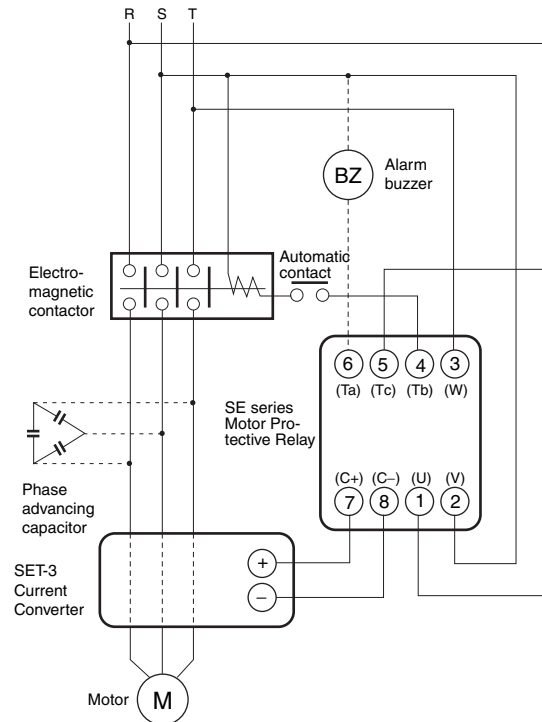 R S T
BZ
Alarm
buzzer
Electro-
magnetic
contactor
Automatic
contact
6 5 4 3
(Ta) (Tc) (Tb) (W)
SE series
Motor Pro-
tective Relay
(C+) (C–) (U) (V)
7 8 1 2
Phase
advancing
capacitor
SET-3
Current
Converter
+
–
Motor
M